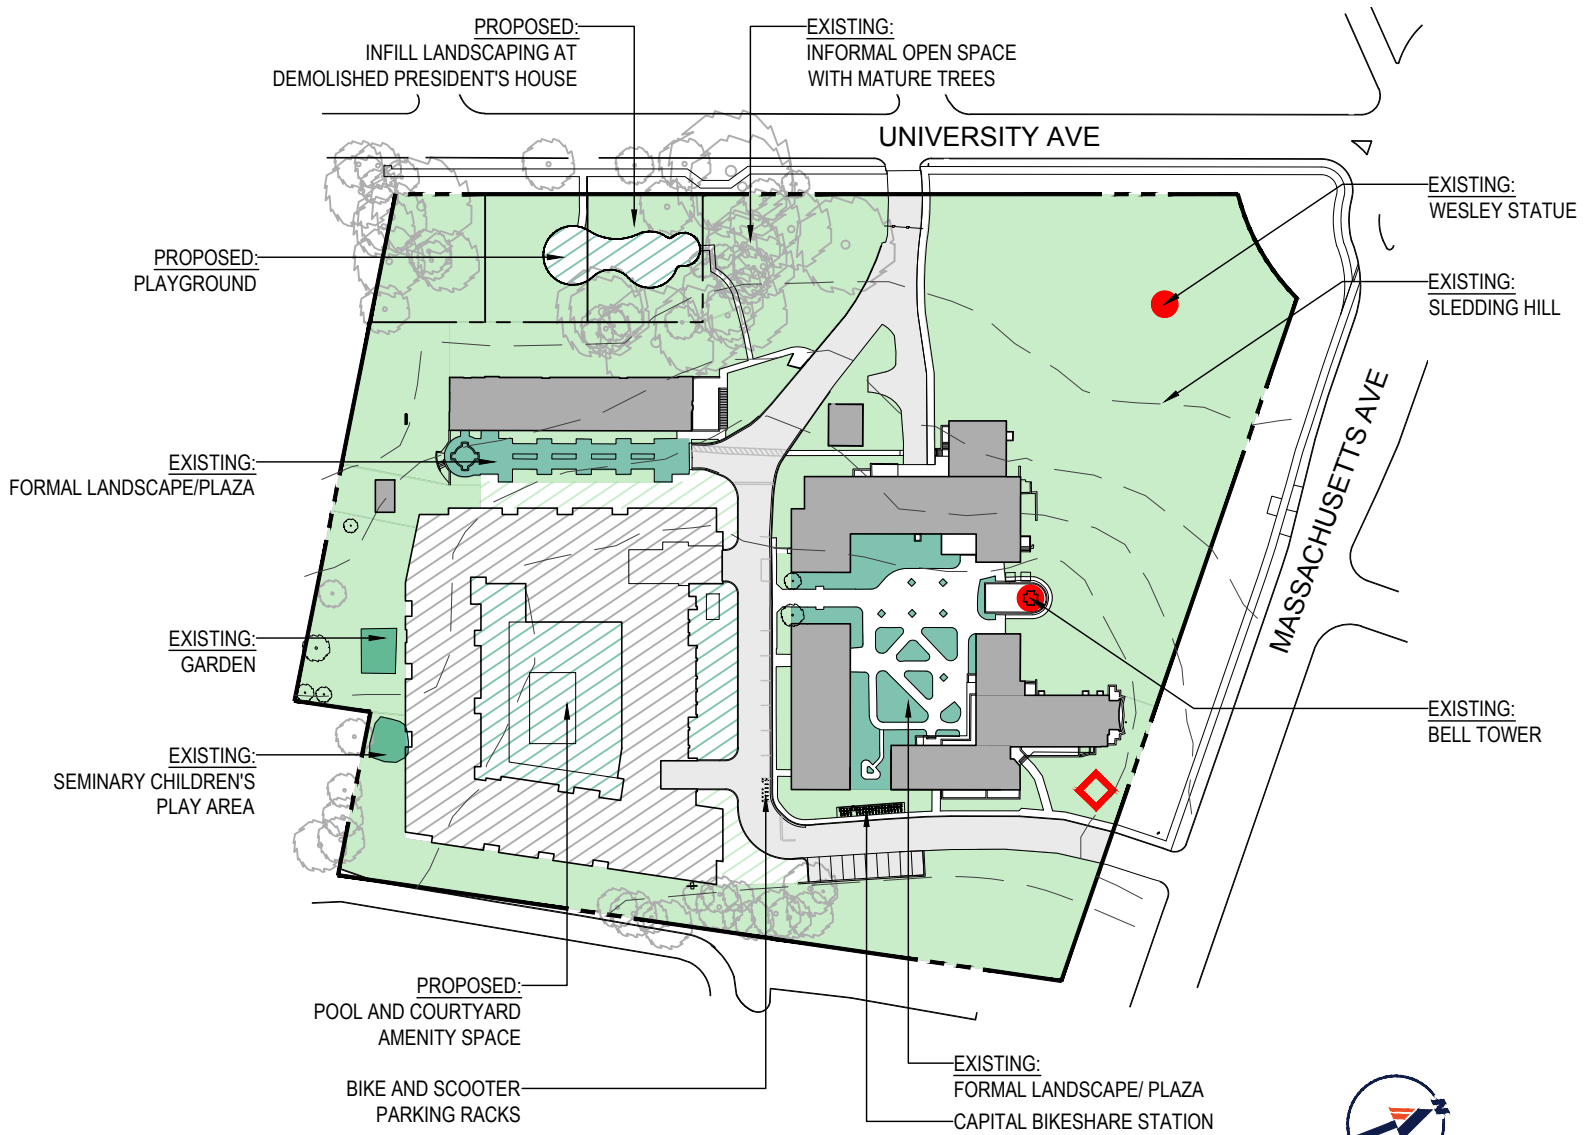 PROPOSED:
INFILL LANDSCAPING AT
DEMOLISHED PRESIDENT'S HOUSE
EXISTING:
INFORMAL OPEN SPACE
WITH MATURE TREES
UNIVERSITY AVE
EXISTING:
WESLEY STATUE
PROPOSED:
PLAYGROUND
EXISTING:
SLEDDING HILL
MASSACHUSETTS AVE
EXISTING:
FORMAL LANDSCAPE/PLAZA
EXISTING:
GARDEN
EXISTING:
BELL TOWER
EXISTING:
SEMINARY CHILDREN'S
PLAY AREA
PROPOSED:
POOL AND COURTYARD
AMENITY SPACE
BIKE AND SCOOTER
PARKING RACKS
EXISTING:
FORMAL LANDSCAPE/ PLAZA
CAPITAL BIKESHARE STATION
N